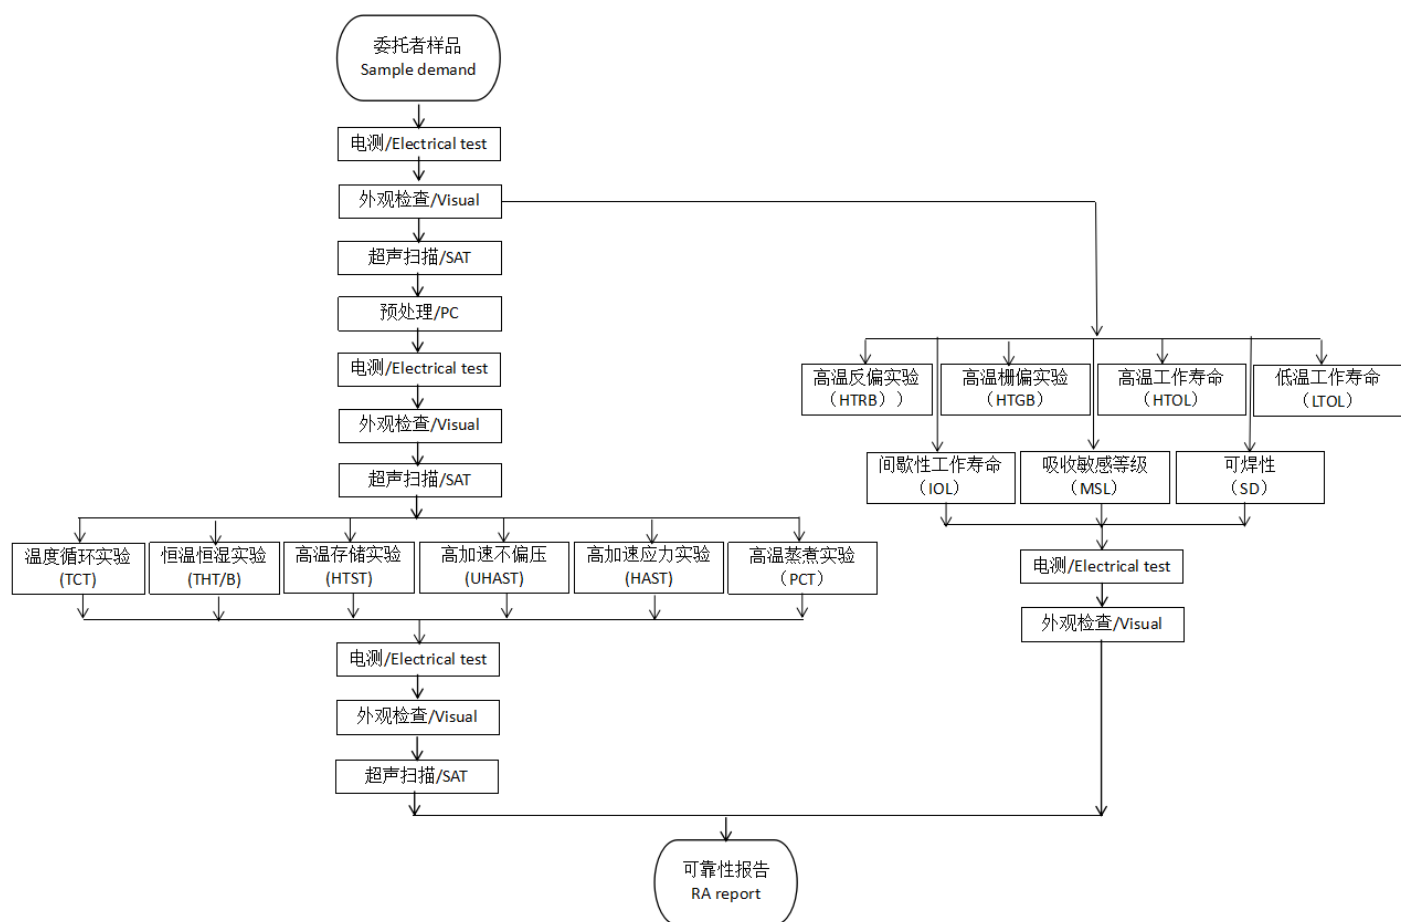 委托者样品
Sample demand
电测/Electrical test
外观检查/Visual
超声扫描/SAT
预处理/PC
电测/Electrical test
外观检查/Visual
超声扫描/SAT
温度循环实验
(TCT)
恒温恒湿实验
(THT/B)
高温存储实验
(HTST)
高加速不偏压
(UHAST)
高加速应力实验
(HAST)
高温蒸煮实验
（PCT）
电测/Electrical test
外观检查/Visual
超声扫描/SAT
高温反偏实验
（HTRB））
高温栅偏实验
（HTGB）
高温工作寿命
（HTOL）
低温工作寿命
（LTOL）
间歇性工作寿命
（IOL）
吸收敏感等级
（MSL）
可焊性
（SD）
电测/Electrical test
外观检查/Visual
可靠性报告
RA report